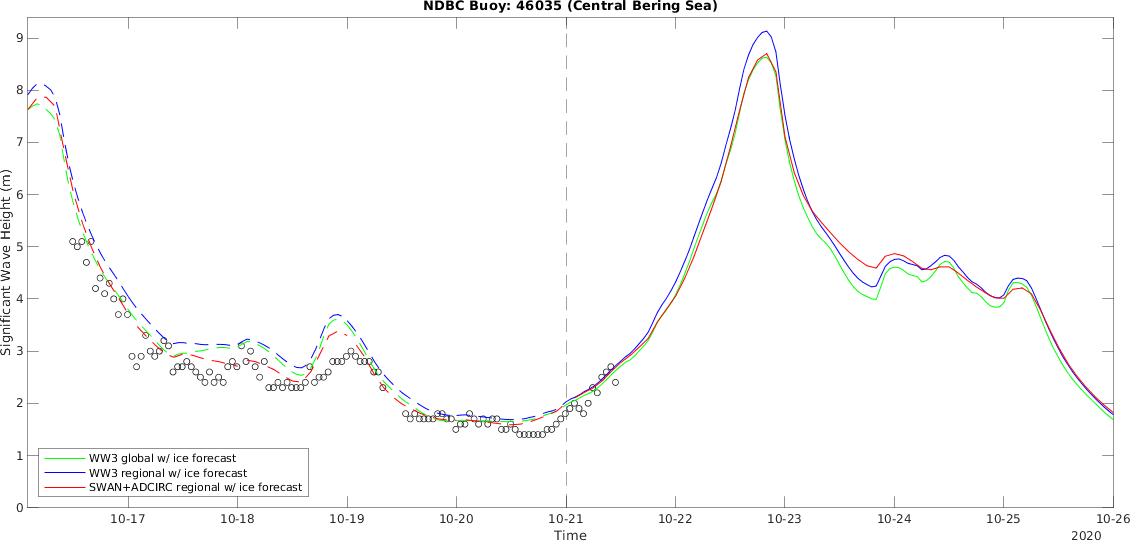 NDBC Buoy: 46035 (Central Bering Sea)
Significant Wave Height (m)
9
8
7
6
5
4
3
2
1
0
WW3 global w/ ice forecast
WW3 regional w/ ice forecast
SWAN+ADCIRC regional w/ ice forecast
10-17 10-18 10-19 10-20 10-21 10-22 10-23 10-24 10-25 10-26
Time
2020